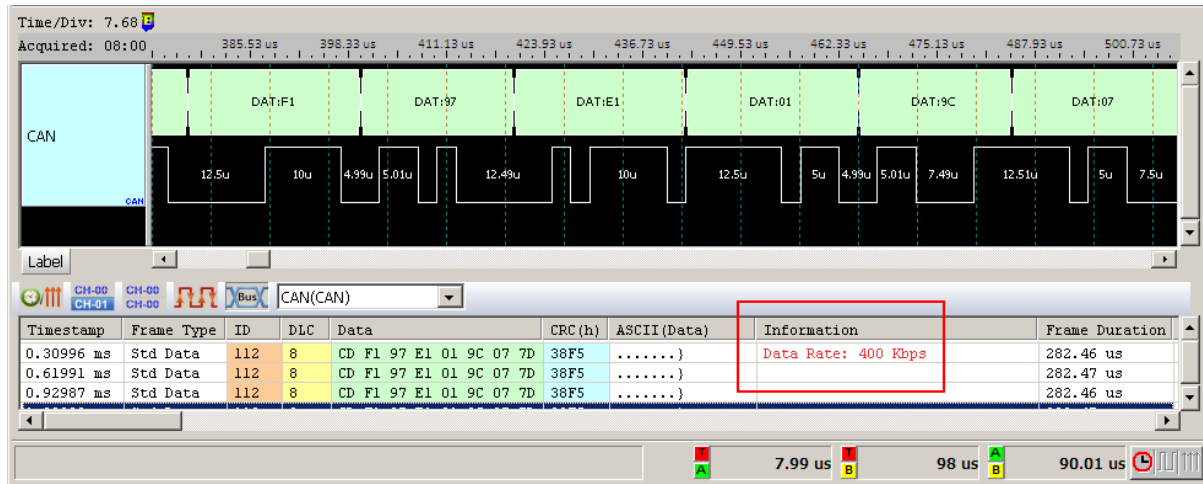 Time/Div: 7.68
Acquired: 08:00 385.53 us 398.33 us 411.13 us 423.93 us 436.73 us 449.53 us 462.33 us 475.13 us 487.93 us 500.73 us
DAT:F1 DAT:97 DAT:E1 DAT:01 DAT:9C DAT:07
CAN
12.5u 10u 4.99u 5.01u 12.49u 10u 12.5u 5u 4.99u 5.01u 7.49u 12.51u 5u 7.5u
CAN
Label
CH-00 CH-00
CH-01 CH-00 Bus CAN(CAN)
Timestamp Frame Type ID DLC Data CRC(h) ASCII(Data) Information Frame Duration
0.30996 ms Std Data 112 8 CD F1 97 E1 01 9C 07 7D 38F5 .......} Data Rate: 400 Kbps 282.46 us
0.61991 ms Std Data 112 8 CD F1 97 E1 01 9C 07 7D 38F5 .......} 282.47 us
0.92987 ms Std Data 112 8 CD F1 97 E1 01 9C 07 7D 38F5 .......} 282.46 us
T A 7.99 us T B 98 us A B 90.01 us